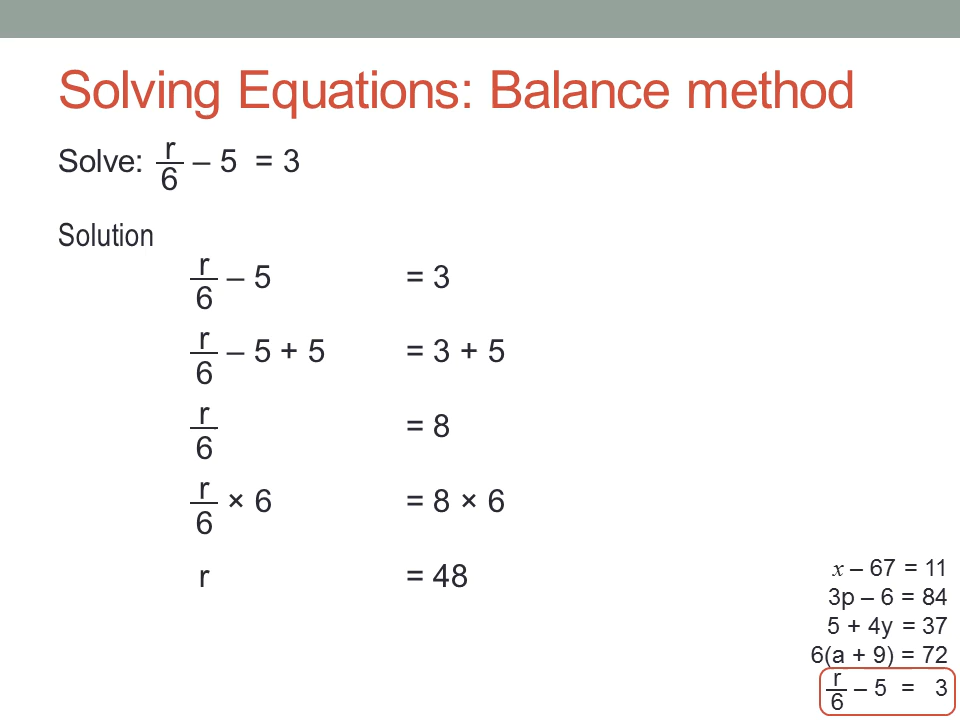 Solving Equations: Balance method
Solve: r/6 – 5 = 3
Solution
r/6 – 5 = 3
r/6 – 5 + 5 = 3 + 5
r/6 = 8
r/6 × 6 = 8 × 6
r = 48
x – 67 = 11
3p – 6 = 84
5 + 4y = 37
6(a + 9) = 72
r/6 – 5 = 3